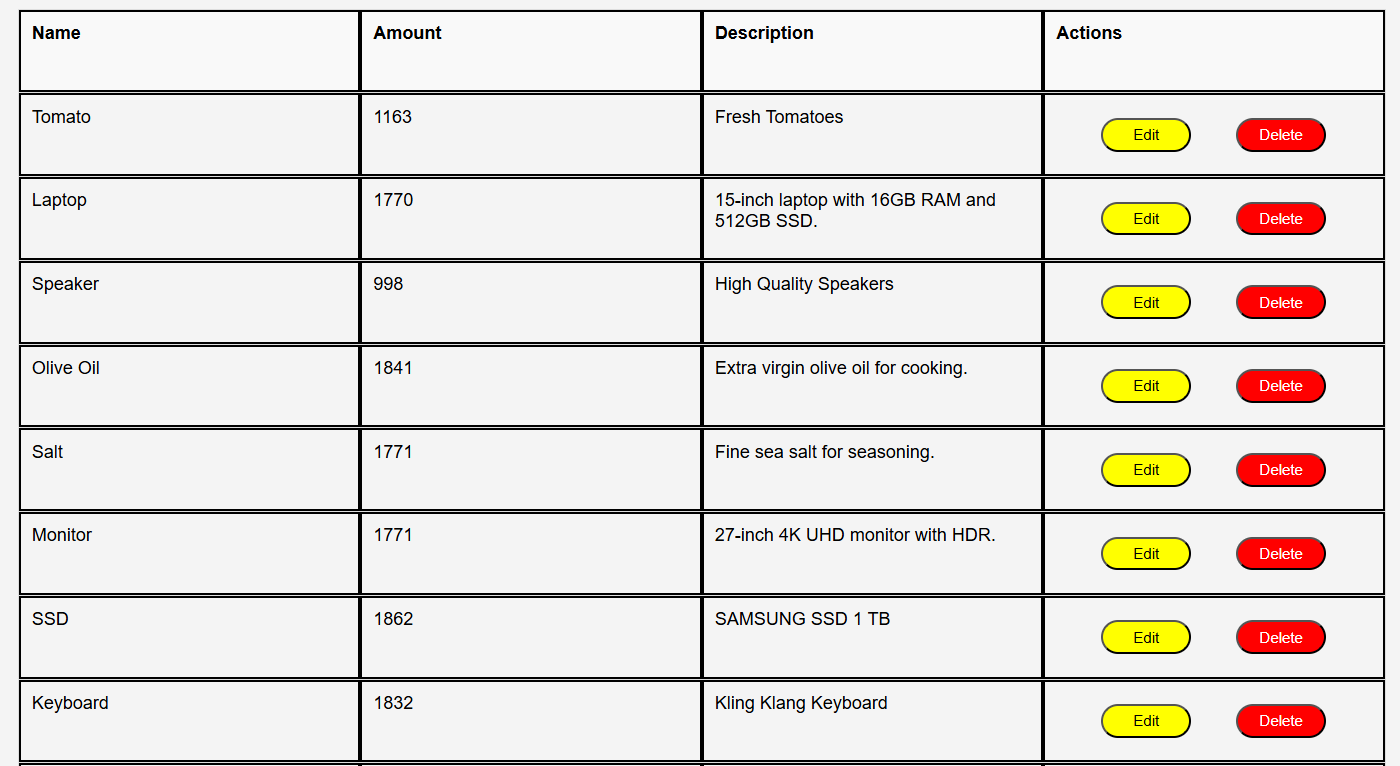 Name Amount Description Actions
Tomato 1163 Fresh Tomatoes Edit Delete
Laptop 1770 15-inch laptop with 16GB RAM and
512GB SSD. Edit Delete
Speaker 998 High Quality Speakers Edit Delete
Olive Oil 1841 Extra virgin olive oil for cooking. Edit Delete
Salt 1771 Fine sea salt for seasoning. Edit Delete
Monitor 1771 27-inch 4K UHD monitor with HDR. Edit Delete
SSD 1862 SAMSUNG SSD 1 TB Edit Delete
Keyboard 1832 Kling Klang Keyboard Edit Delete